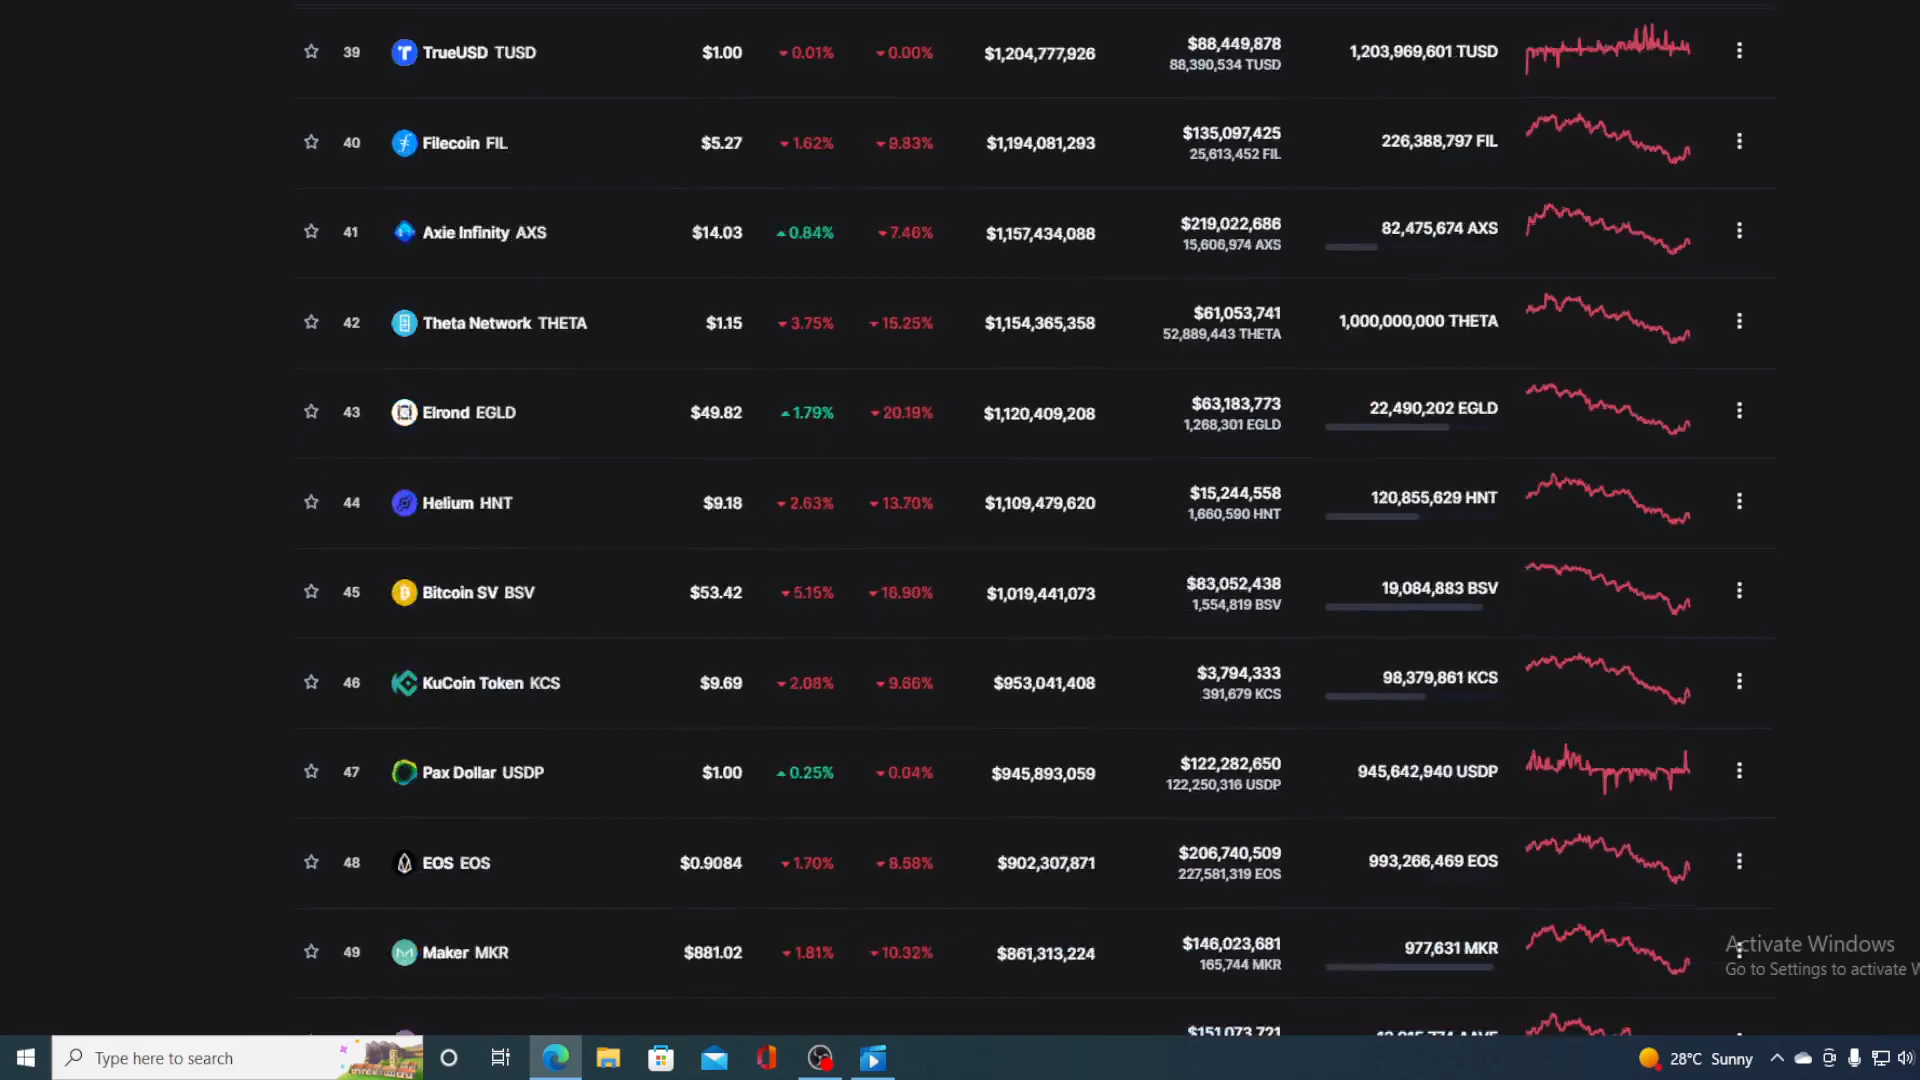 39 TrueUSD TUSD $1.00 0.01% 0.00% $1,204,777,926 $88,449,878 1,203,969,601 TUSD
88,390,534 TUSD
40 Filecoin FIL $5.27 1.62% 9.83% $1,194,081,293 $135,097,425 226,388,797 FIL
25,613,452 FIL
41 Axie Infinity AXS $14.03 0.84% 7.46% $1,157,434,088 $219,022,686 82,475,674 AXS
15,606,974 AXS
42 Theta Network THETA $1.15 3.75% 15.25% $1,154,365,358 $61,053,741 1,000,000,000 THETA
52,889,443 THETA
43 Elrond EGLD $49.82 1.79% 20.19% $1,120,409,208 $63,183,773 22,490,202 EGLD
1,268,301 EGLD
44 Helium HNT $9.18 2.63% 13.70% $1,109,479,620 $15,244,558 120,855,629 HNT
1,660,590 HNT
45 Bitcoin SV BSV $53.42 5.15% 16.90% $1,019,441,073 $83,052,438 19,084,883 BSV
1,554,819 BSV
46 KuCoin Token KCS $9.69 2.08% 9.66% $953,041,408 $3,794,333 98,379,861 KCS
391,679 KCS
47 Pax Dollar USDP $1.00 0.25% 0.04% $945,893,059 $122,282,650 945,642,940 USDP
122,250,316 USDP
48 EOS EOS $0.9084 1.70% 8.58% $902,307,871 $206,740,509 993,266,469 EOS
227,581,319 EOS
49 Maker MKR $881.02 1.81% 10.32% $861,313,224 $146,023,681 977,631 MKR
165,744 MKR
Activate Windows
Go to Settings to activate W
$151,073,721
Type here to search 28°C Sunny